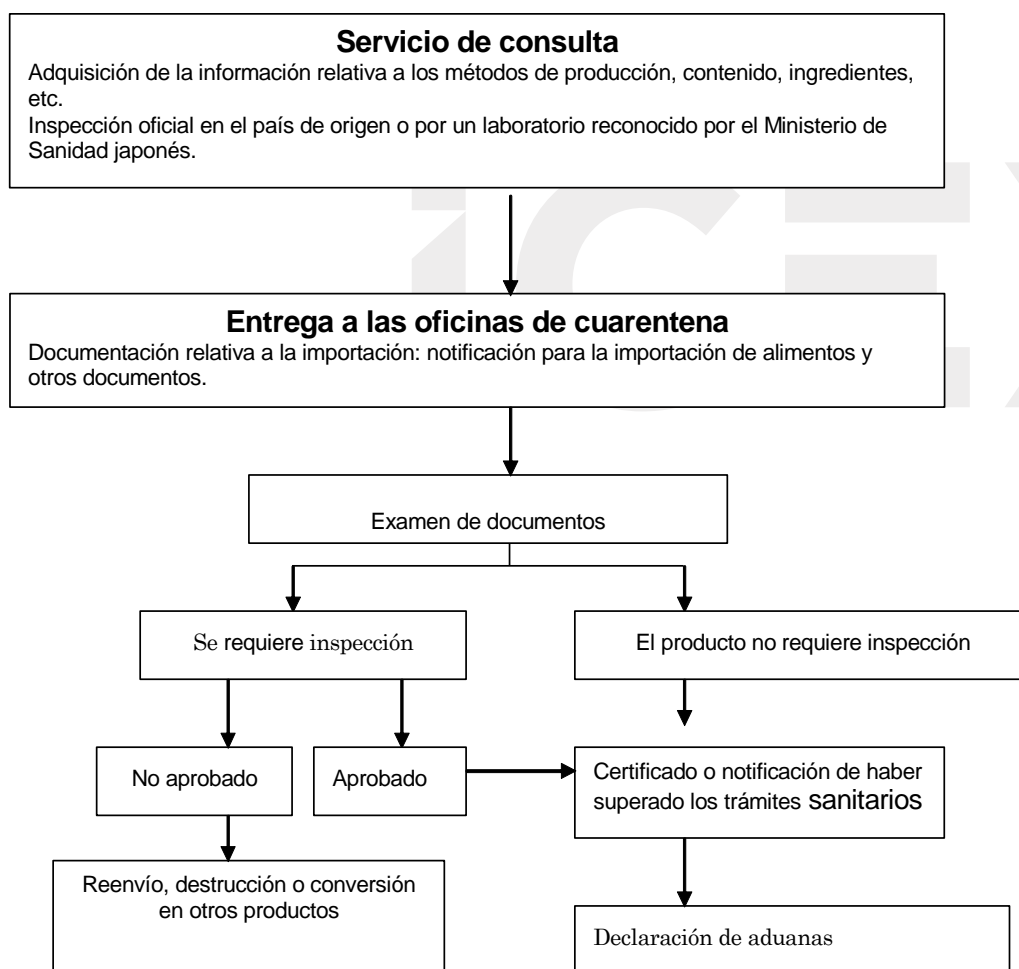 Servicio de consulta
Adquisición de la información relativa a los métodos de producción, contenido, ingredientes,
etc.
Inspección oficial en el país de origen o por un laboratorio reconocido por el Ministerio de
Sanidad japonés.
Entrega a las oficinas de cuarentena
Documentación relativa a la importación: notificación para la importación de alimentos y
otros documentos.
Examen de documentos
Se requiere inspección
El producto no requiere inspección
No aprobado
Aprobado
Certificado o notificación de haber
superado los trámites sanitarios
Reenvío, destrucción o conversión
en otros productos
Declaración de aduanas